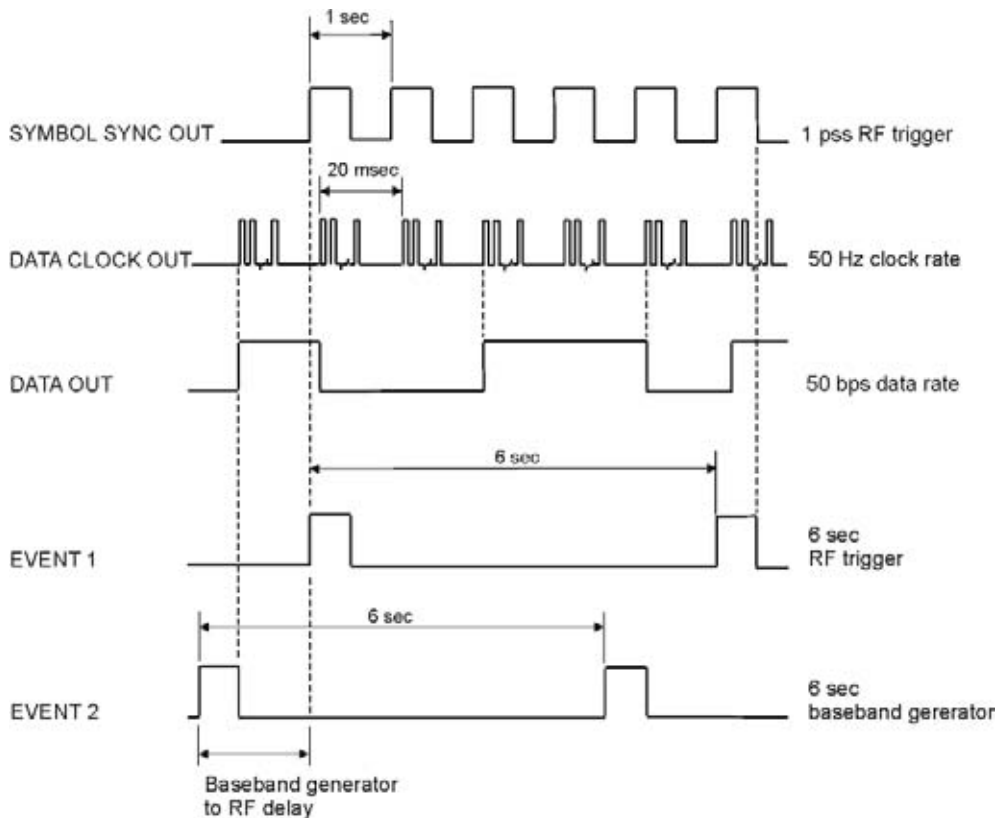 1 sec
SYMBOL SYNC OUT
1 pss RF trigger
20 msec
DATA CLOCK OUT
50 Hz clock rate
DATA OUT
50 bps data rate
6 sec
EVENT 1
6 sec
RF trigger
6 sec
EVENT 2
6 sec
baseband gererator
Baseband generator
to RF delay